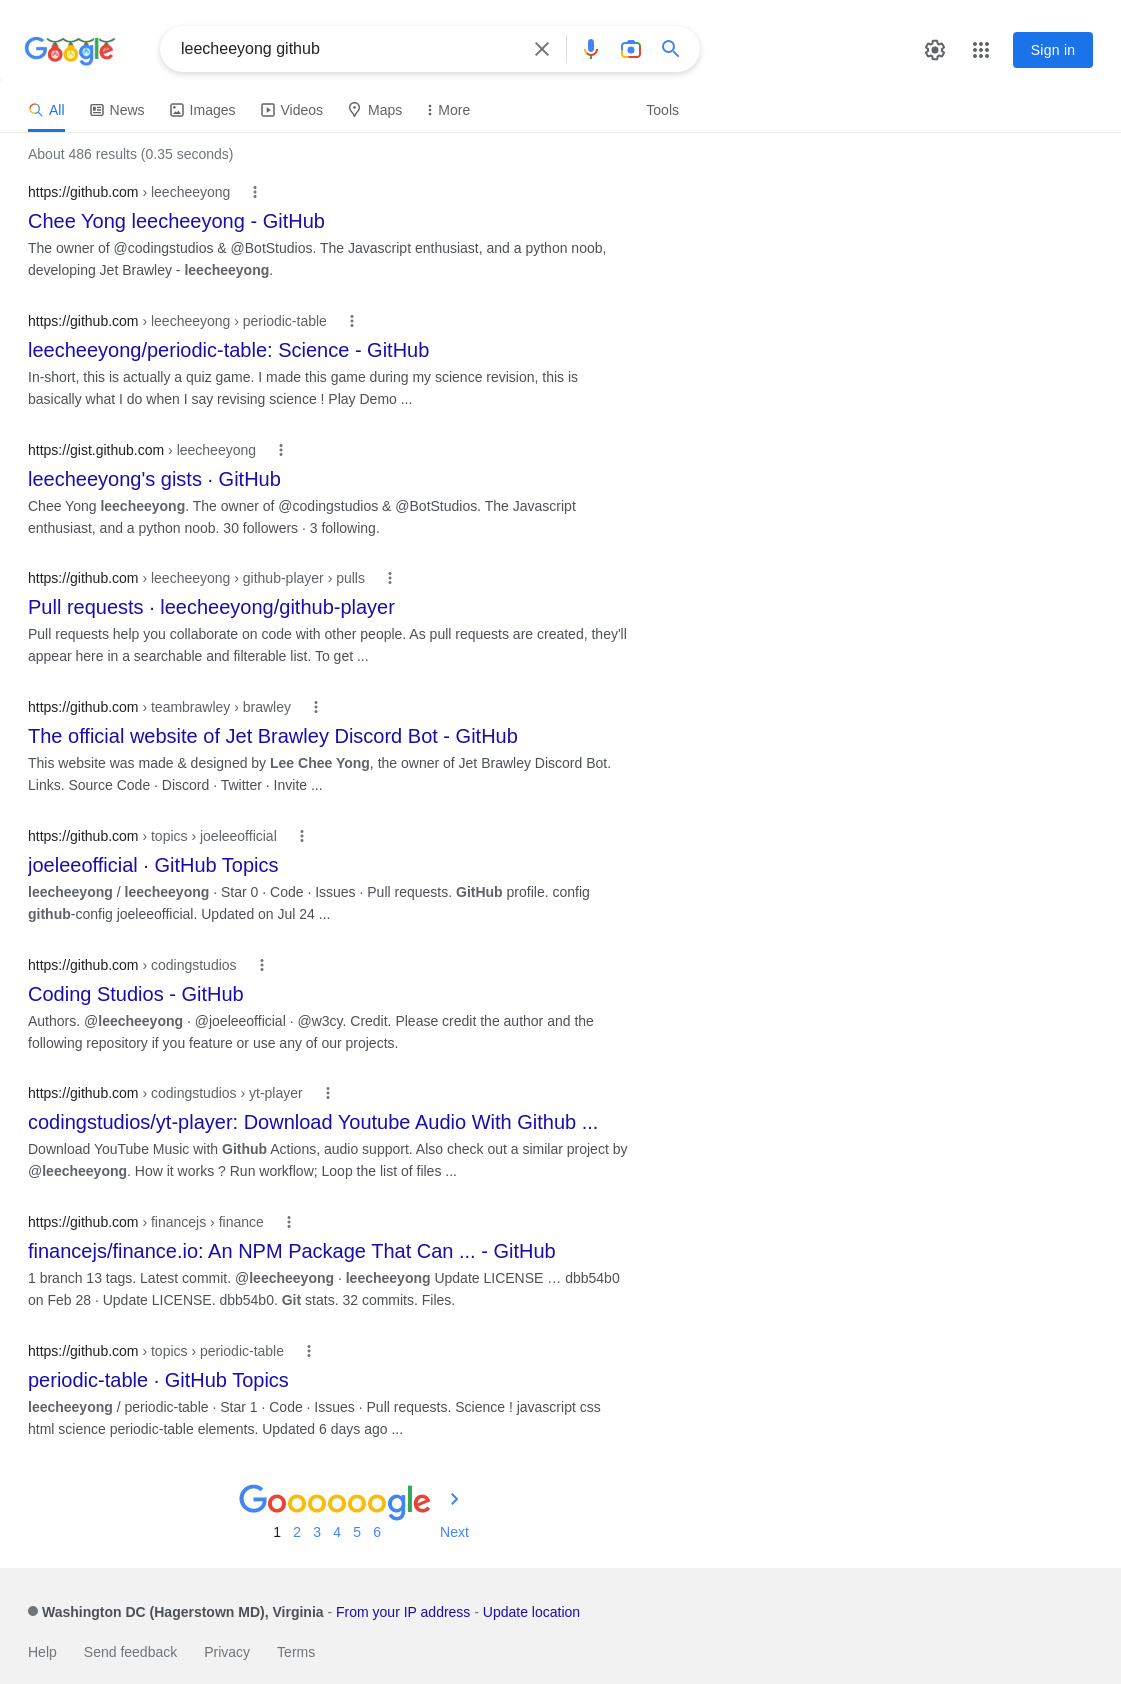 Google
leecheeyong github
Sign in
All
News
Images
Videos
Maps
More
Tools
About 486 results (0.35 seconds)
https://github.com › leecheeyong
Chee Yong leecheeyong - GitHub
The owner of @codingstudios & @BotStudios. The Javascript enthusiast, and a python noob,
developing Jet Brawley - leecheeyong.
https://github.com › leecheeyong › periodic-table
leecheeyong/periodic-table: Science - GitHub
In-short, this is actually a quiz game. I made this game during my science revision, this is
basically what I do when I say revising science ! Play Demo ...
https://gist.github.com › leecheeyong
leecheeyong's gists · GitHub
Chee Yong leecheeyong. The owner of @codingstudios & @BotStudios. The Javascript
enthusiast, and a python noob. 30 followers · 3 following.
https://github.com › leecheeyong › github-player › pulls
Pull requests · leecheeyong/github-player
Pull requests help you collaborate on code with other people. As pull requests are created, they'll
appear here in a searchable and filterable list. To get ...
https://github.com › teambrawley › brawley
The official website of Jet Brawley Discord Bot - GitHub
This website was made & designed by Lee Chee Yong, the owner of Jet Brawley Discord Bot.
Links. Source Code · Discord · Twitter · Invite ...
https://github.com › topics › joeleeofficial
joeleeofficial · GitHub Topics
leecheeyong / leecheeyong · Star 0 · Code · Issues · Pull requests. GitHub profile. config
github-config joeleeofficial. Updated on Jul 24 ...
https://github.com › codingstudios
Coding Studios - GitHub
Authors. @leecheeyong · @joeleeofficial · @w3cy. Credit. Please credit the author and the
following repository if you feature or use any of our projects.
https://github.com › codingstudios › yt-player
codingstudios/yt-player: Download Youtube Audio With Github ...
Download YouTube Music with Github Actions, audio support. Also check out a similar project by
@leecheeyong. How it works ? Run workflow; Loop the list of files ...
https://github.com › financejs › finance
financejs/finance.io: An NPM Package That Can ... - GitHub
1 branch 13 tags. Latest commit. @leecheeyong · leecheeyong Update LICENSE … dbb54b0
on Feb 28 · Update LICENSE. dbb54b0. Git stats. 32 commits. Files.
https://github.com › topics › periodic-table
periodic-table · GitHub Topics
leecheeyong / periodic-table · Star 1 · Code · Issues · Pull requests. Science ! javascript css
html science periodic-table elements. Updated 6 days ago ...
Goooooogle
1 2 3 4 5 6 Next
Washington DC (Hagerstown MD), Virginia - From your IP address - Update location
Help Send feedback Privacy Terms